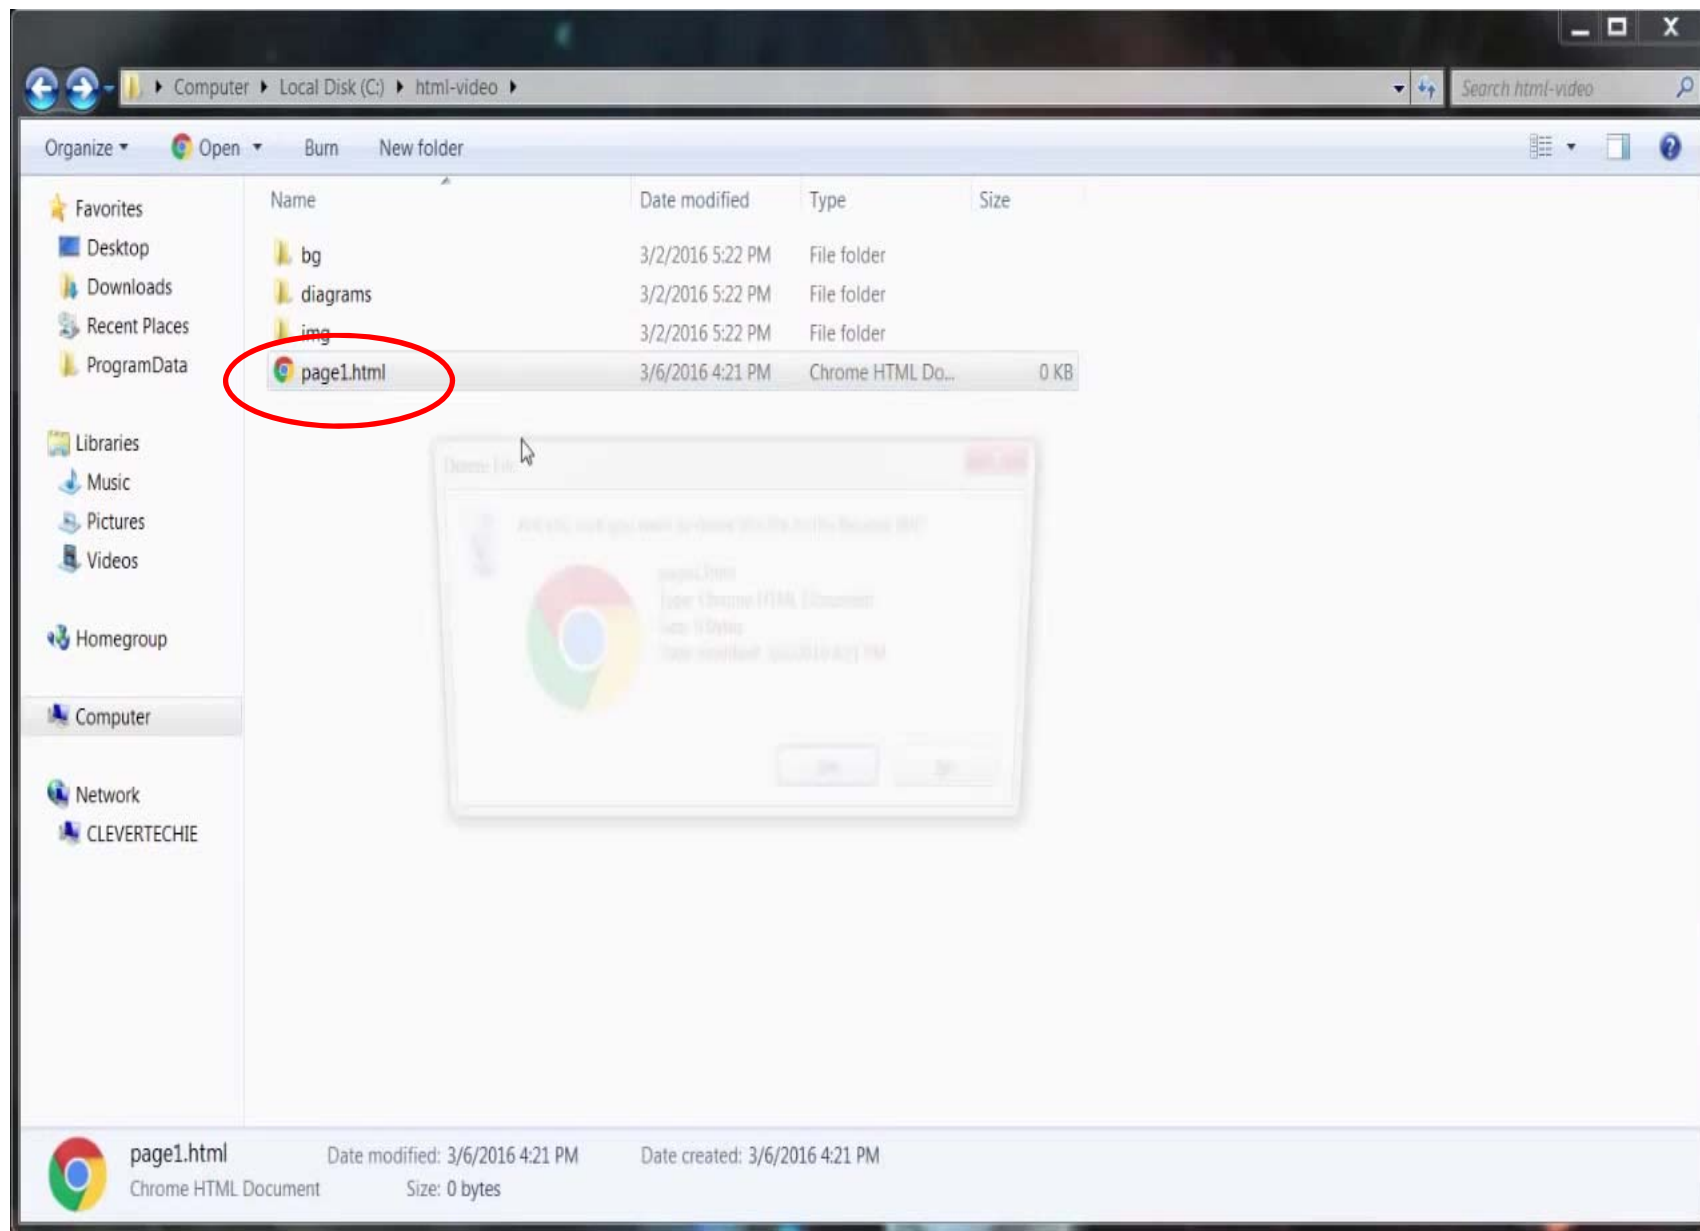 Computer Local Disk (C:) html-video
Search html-video
Organize Open Burn New folder
Name Date modified Type Size
Favorites
Desktop
Downloads
Recent Places
ProgramData
Libraries
Music
Pictures
Videos
Homegroup
Computer
Network
CLEVERTECHIE
bg 3/2/2016 5:22 PM File folder
diagrams 3/2/2016 5:22 PM File folder
img 3/2/2016 5:22 PM File folder
page1.html 3/6/2016 4:21 PM Chrome HTML Do... 0 KB
page1.html Date modified: 3/6/2016 4:21 PM Date created: 3/6/2016 4:21 PM
Chrome HTML Document Size: 0 bytes